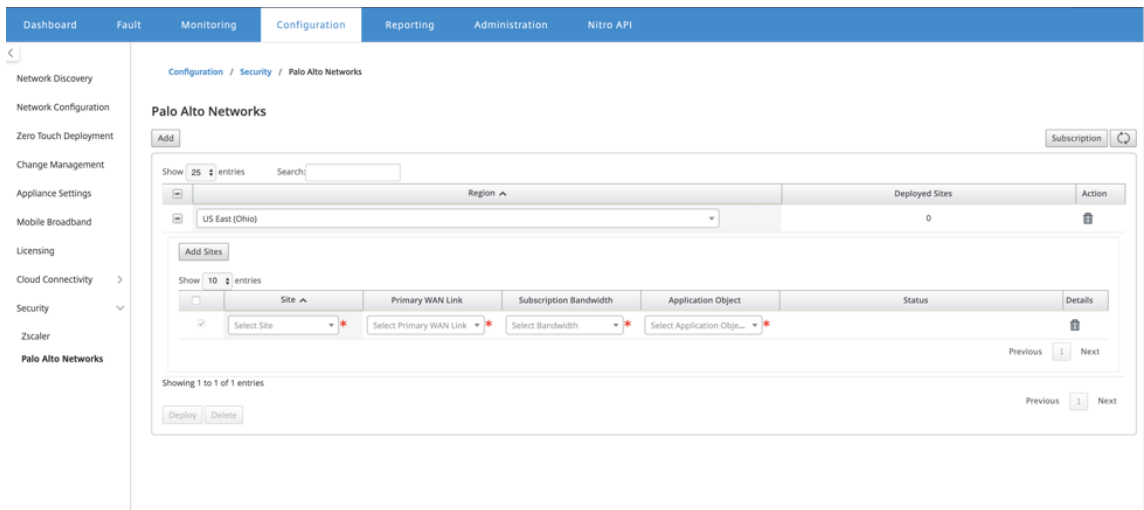 Dashboard Fault Monitoring Configuration Reporting Administration Nitro API
Network Discovery
Network Configuration
Zero Touch Deployment
Change Management
Appliance Settings
Mobile Broadband
Licensing
Cloud Connectivity
Security
Zscaler
Palo Alto Networks
Configuration / Security / Palo Alto Networks
Palo Alto Networks
Add Subscription
Show 25 entries Search:
Region Deployed Sites Action
US East (Ohio) 0
Add Sites
Show 10 entries
Site Primary WAN Link Subscription Bandwidth Application Object Status Details
Select Site * Select Primary WAN Link * Select Bandwidth * Select Application Obje... *
Previous 1 Next
Showing 1 to 1 of 1 entries
Previous 1 Next
Deploy Delete